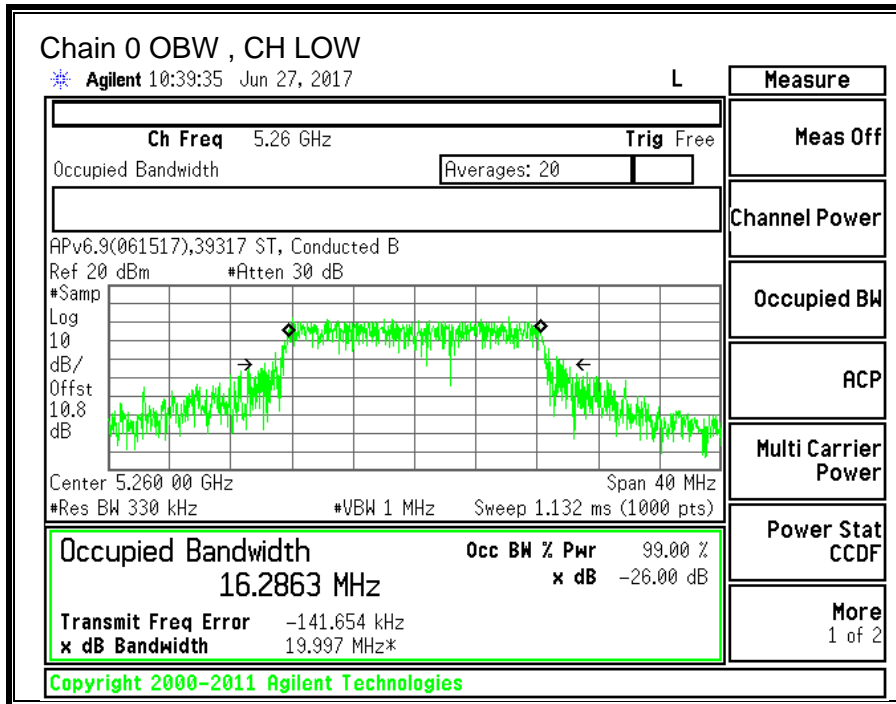 Chain 0 OBW , CH LOW
Agilent 10:39:35 Jun 27, 2017 L
Measure
Ch Freq 5.26 GHz Trig Free
Meas Off
Occupied Bandwidth Averages: 20
Channel Power
APv6.9(061517),39317 ST, Conducted B
Ref 20 dBm #Atten 30 dB
#Samp
Log
10
dB/
Offst
10.8
dB
Occupied BW
ACP
Center 5.260 00 GHz Span 40 MHz
#Res BW 330 kHz #VBW 1 MHz Sweep 1.132 ms (1000 pts)
Multi Carrier
Power
Occupied Bandwidth Occ BW % Pwr 99.00 %
16.2863 MHz x dB -26.00 dB
Power Stat
CCDF
Transmit Freq Error -141.654 kHz
x dB Bandwidth 19.997 MHz*
More
1 of 2
Copyright 2000-2011 Agilent Technologies